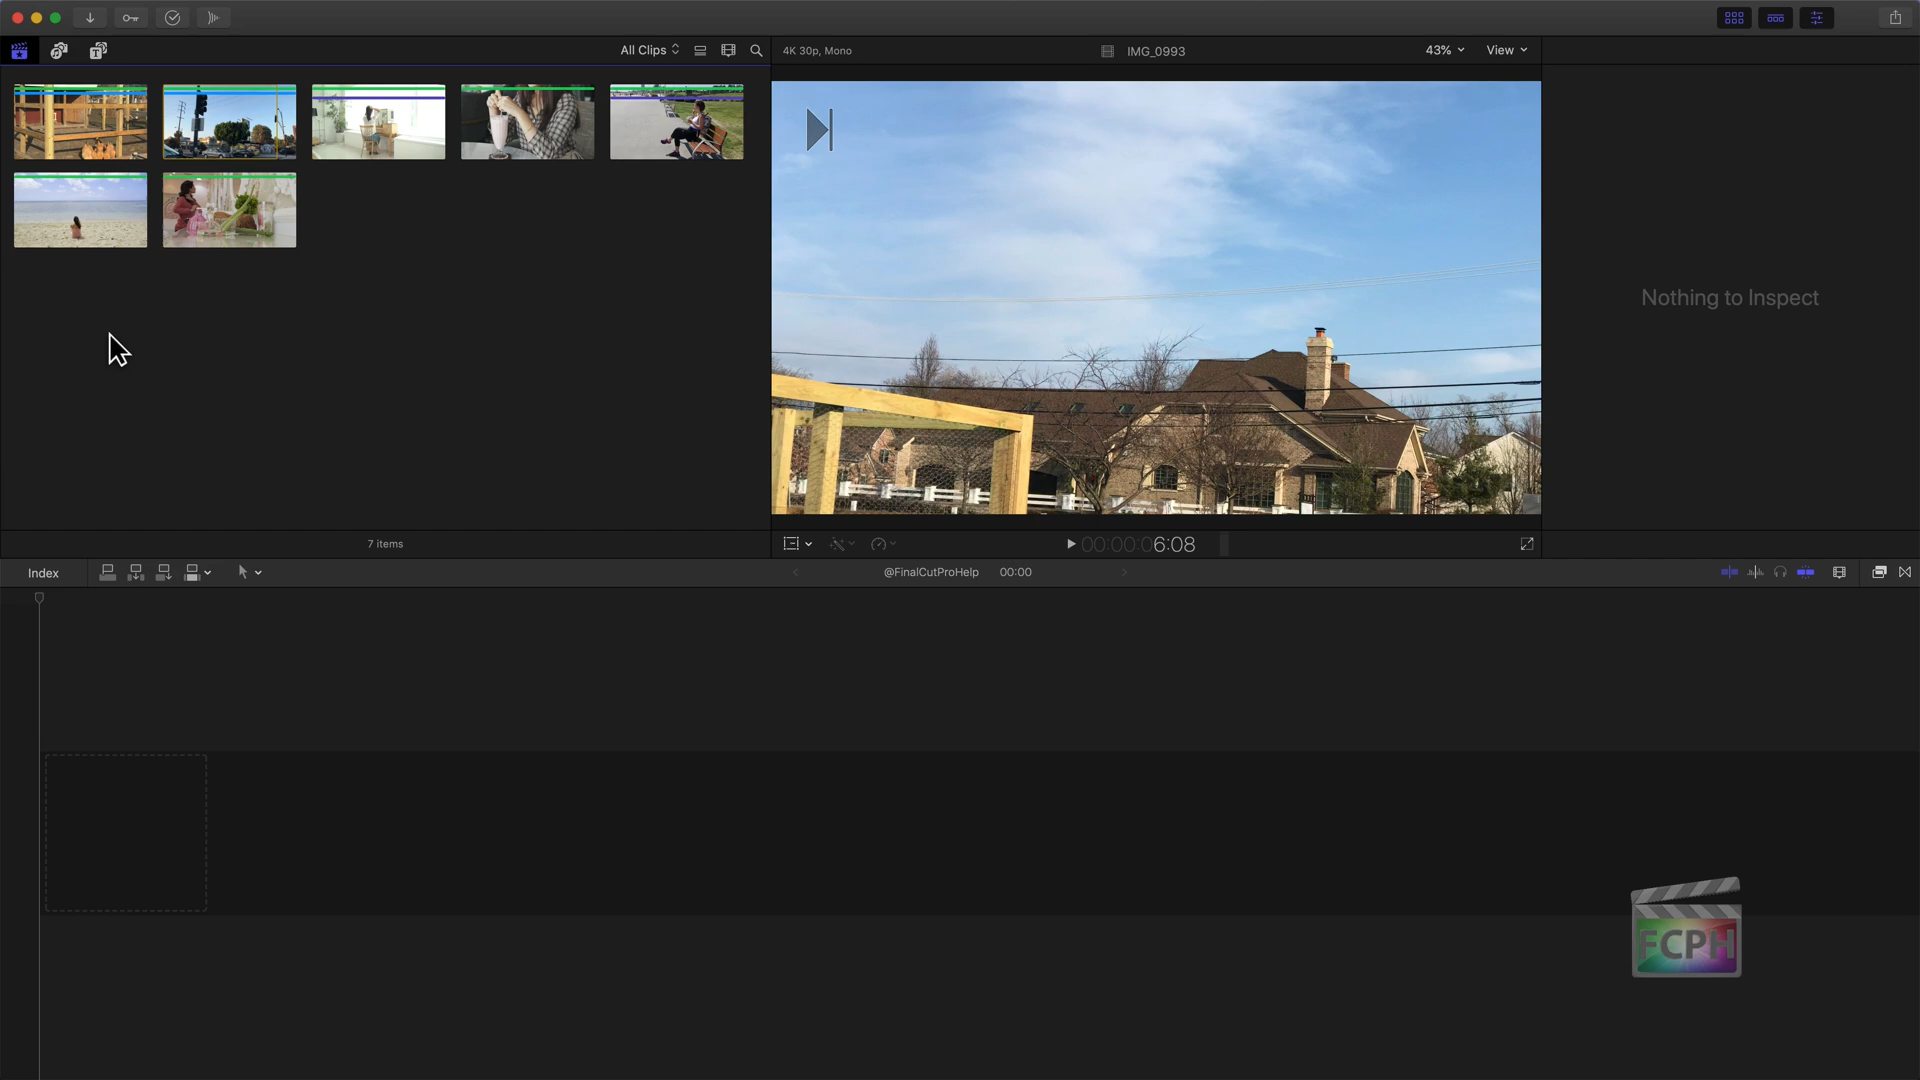 All Clips
4K 30p, Mono
IMG_0993
43%
View
Nothing to Inspect
7 items
00:00:06:08
Index
@FinalCutProHelp
00:00
FCPH